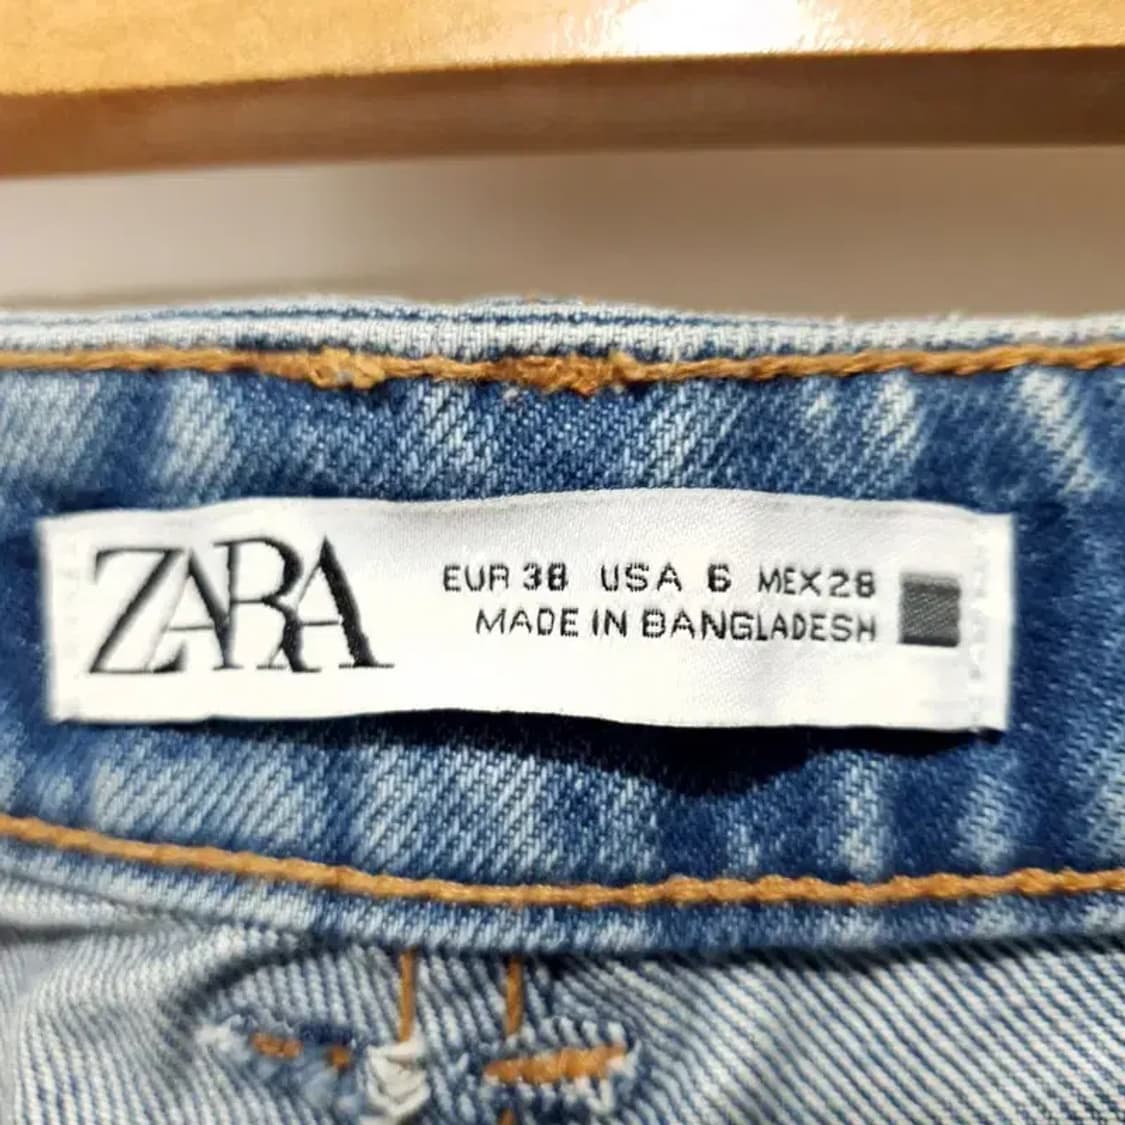 ZARA
EUR 38 USA 6 MEX 28
MADE IN BANGLADESH